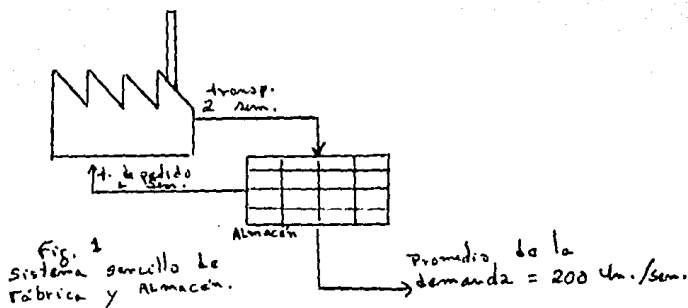 transp.
2 sem.
t. de pedido
sem.
Almacén
Fig. 1
Sistema sencillo de
Fábrica y Almacén.
Promedio de la
demanda = 200 Un./sem.